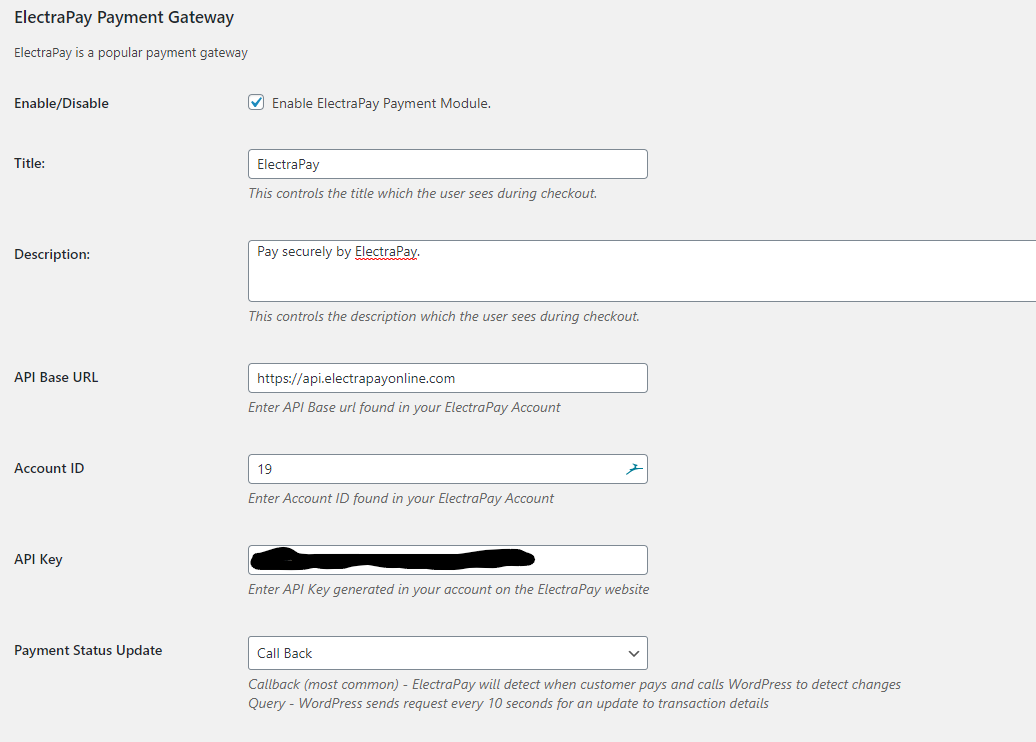 ElectraPay Payment Gateway
ElectraPay is a popular payment gateway
Enable/Disable
Enable ElectraPay Payment Module.
Title:
ElectraPay
This controls the title which the user sees during checkout.
Description:
Pay securely by ElectraPay.
This controls the description which the user sees during checkout.
API Base URL
https://api.electrapayonline.com
Enter API Base url found in your ElectraPay Account
Account ID
19
Enter Account ID found in your ElectraPay Account
API Key
Enter API Key generated in your account on the ElectraPay website
Payment Status Update
Call Back
Callback (most common) - ElectraPay will detect when customer pays and calls WordPress to detect changes
Query - WordPress sends request every 10 seconds for an update to transaction details